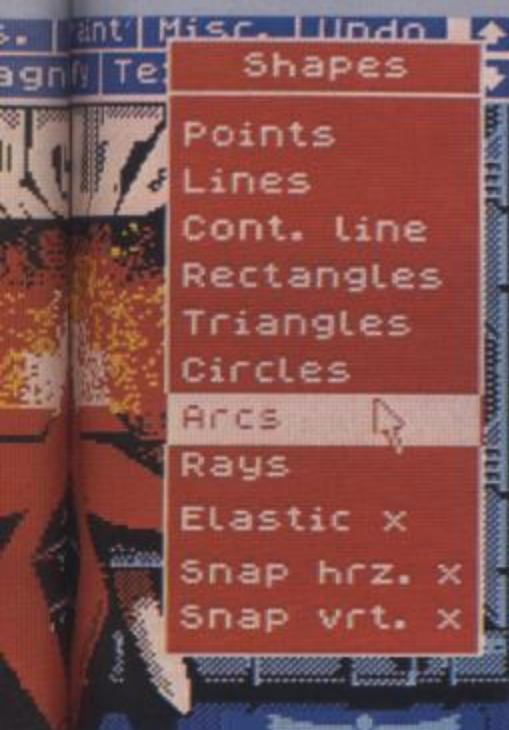 s. Paint Misc. Undo
agnify Te
Shapes
Points
Lines
Cont. line
Rectangles
Triangles
Circles
Arcs
Rays
Elastic x
Snap hrz. x
Snap vrt. x